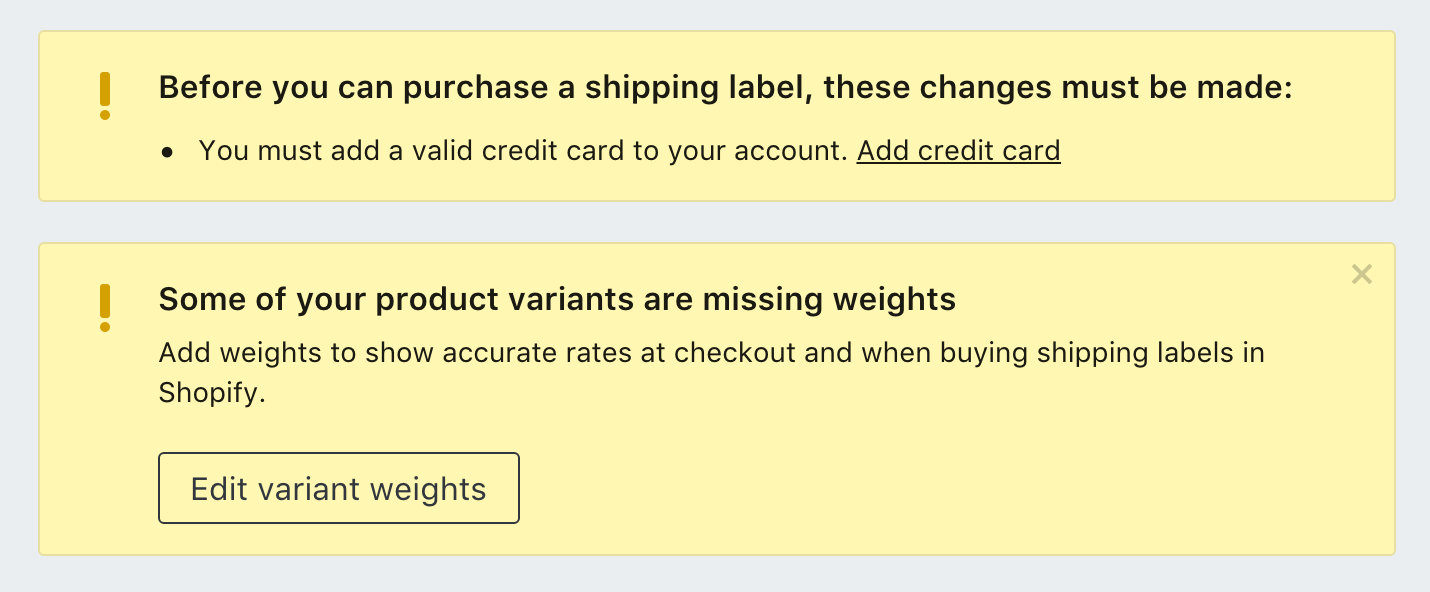 Before you can purchase a shipping label, these changes must be made:
You must add a valid credit card to your account. Add credit card
Some of your product variants are missing weights
Add weights to show accurate rates at checkout and when buying shipping labels in
Shopify.
Edit variant weights